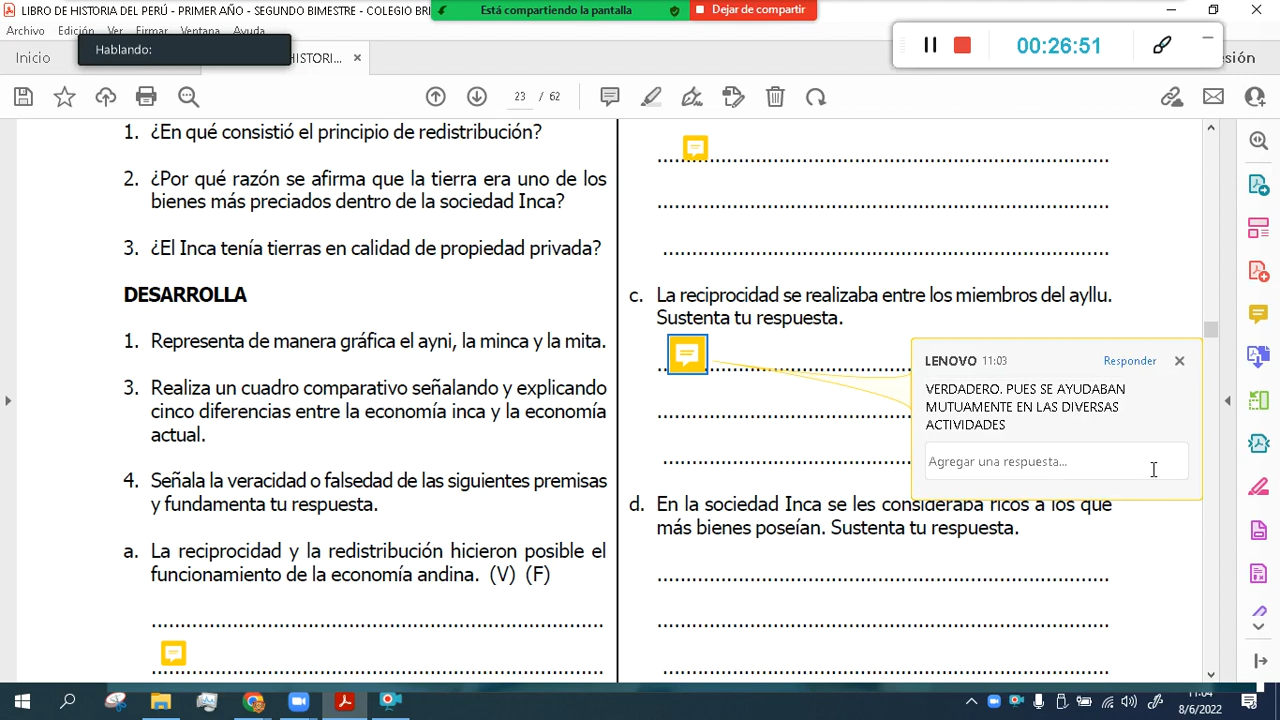 LIBRO DE HISTORIA DEL PERÚ - PRIMER AÑO - SEGUNDO BIMESTRE - COLEGIO BRI
Está compartiendo la pantalla
Dejar de compartir
Archivo Edición Ver Firmar Ventana Ayuda
Hablando:
00:26:51
Inicio
HISTORI...
esión
23 / 62
1. ¿En qué consistió el principio de redistribución?
2. ¿Por qué razón se afirma que la tierra era uno de los
bienes más preciados dentro de la sociedad Inca?
3. ¿El Inca tenía tierras en calidad de propiedad privada?
DESARROLLA
1. Representa de manera gráfica el ayni, la minca y la mita.
3. Realiza un cuadro comparativo señalando y explicando
cinco diferencias entre la economía inca y la economía
actual.
4. Señala la veracidad o falsedad de las siguientes premisas
y fundamenta tu respuesta.
a. La reciprocidad y la redistribución hicieron posible el
funcionamiento de la economía andina. (V) (F)
c. La reciprocidad se realizaba entre los miembros del ayllu.
Sustenta tu respuesta.
LENOVO 11:03 Responder
VERDADERO. PUES SE AYUDABAN
MUTUAMENTE EN LAS DIVERSAS
ACTIVIDADES
Agregar una respuesta...
d. En la sociedad Inca se les consideraba ricos a los que
más bienes poseían. Sustenta tu respuesta.
11:04
8/6/2022